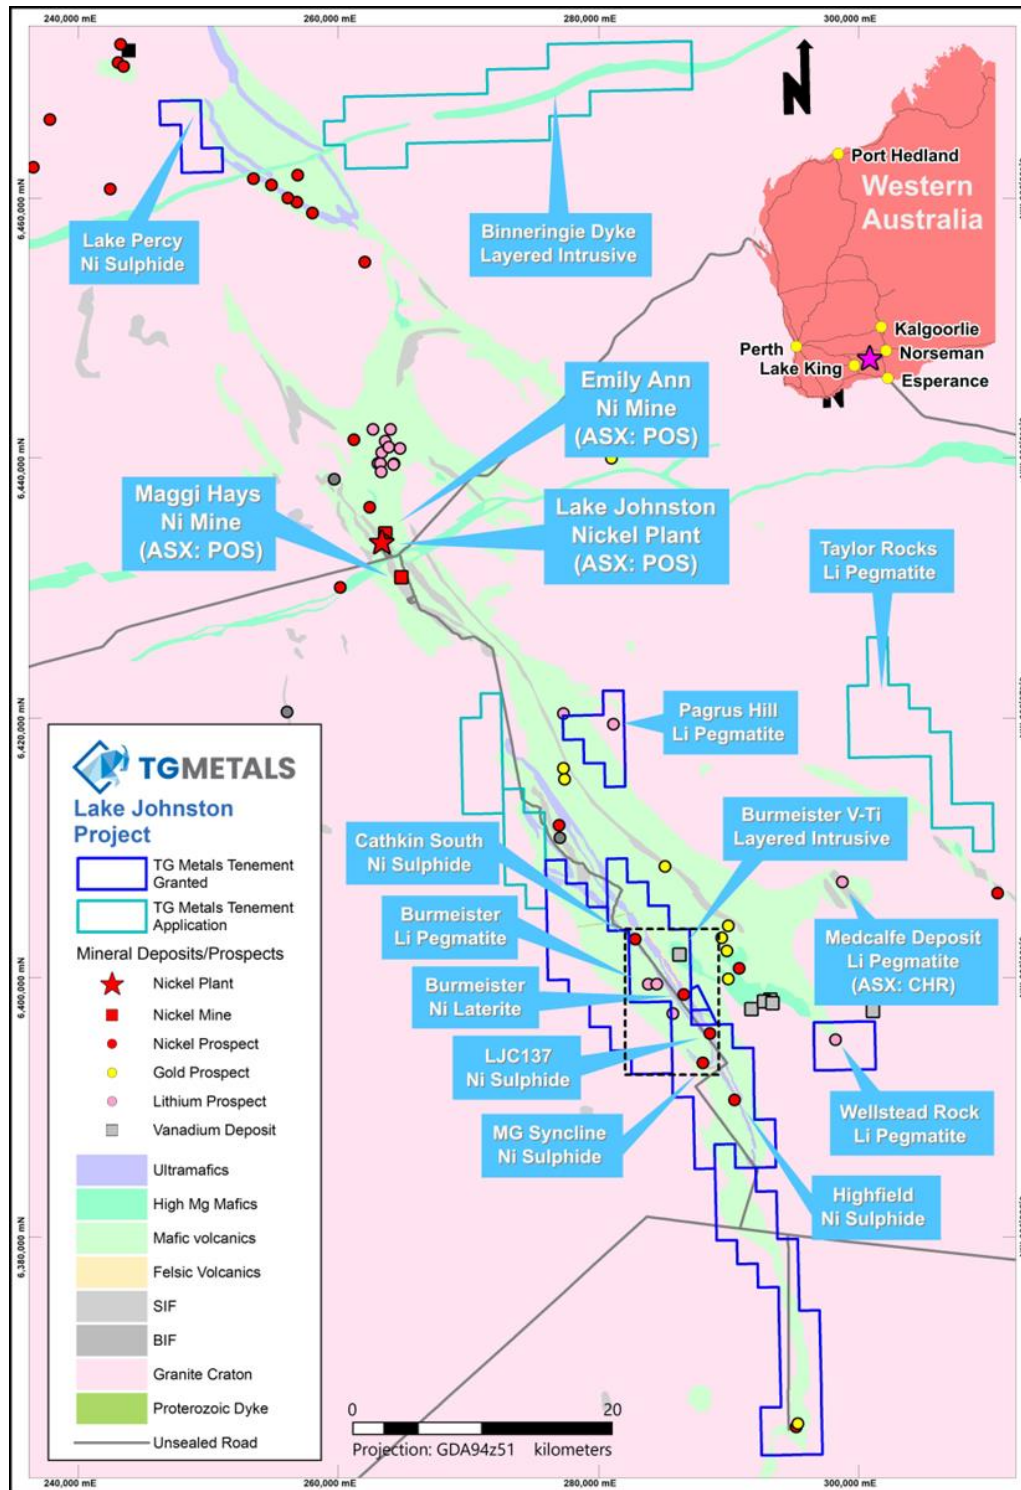 240,000 mE
260,000 mE
280,000 mE
300,000 mE
N
Port Hedland
Western
Australia
Kalgoorlie
Perth
Norseman
Lake King
Esperance
N
6,460,000 mN
Lake Percy
Ni Sulphide
Binneringie Dyke
Layered Intrusive
Emily Ann
Ni Mine
(ASX: POS)
6,440,000 mN
Maggi Hays
Ni Mine
(ASX: POS)
Lake Johnston
Nickel Plant
(ASX: POS)
Taylor Rocks
Li Pegmatite
6,420,000 mN
Pagrus Hill
Li Pegmatite
Burmeister V-Ti
Layered Intrusive
Cathkin South
Ni Sulphide
Burmeister
Li Pegmatite
Medcalfe Deposit
Li Pegmatite
(ASX: CHR)
6,400,000 mN
Burmeister
Ni Laterite
LJC137
Ni Sulphide
MG Syncline
Ni Sulphide
Wellstead Rock
Li Pegmatite
Highfield
Ni Sulphide
6,380,000 mN
TGMETALS
Lake Johnston
Project
TG Metals Tenement
Granted
TG Metals Tenement
Application
Mineral Deposits/Prospects
Nickel Plant
Nickel Mine
Nickel Prospect
Gold Prospect
Lithium Prospect
Vanadium Deposit
Ultramafics
High Mg Mafics
Mafic volcanics
Felsic Volcanics
SIF
BIF
Granite Craton
Proterozoic Dyke
Unsealed Road
0
20
Projection: GDA94z51 kilometers
240,000 mE
260,000 mE
280,000 mE
300,000 mE